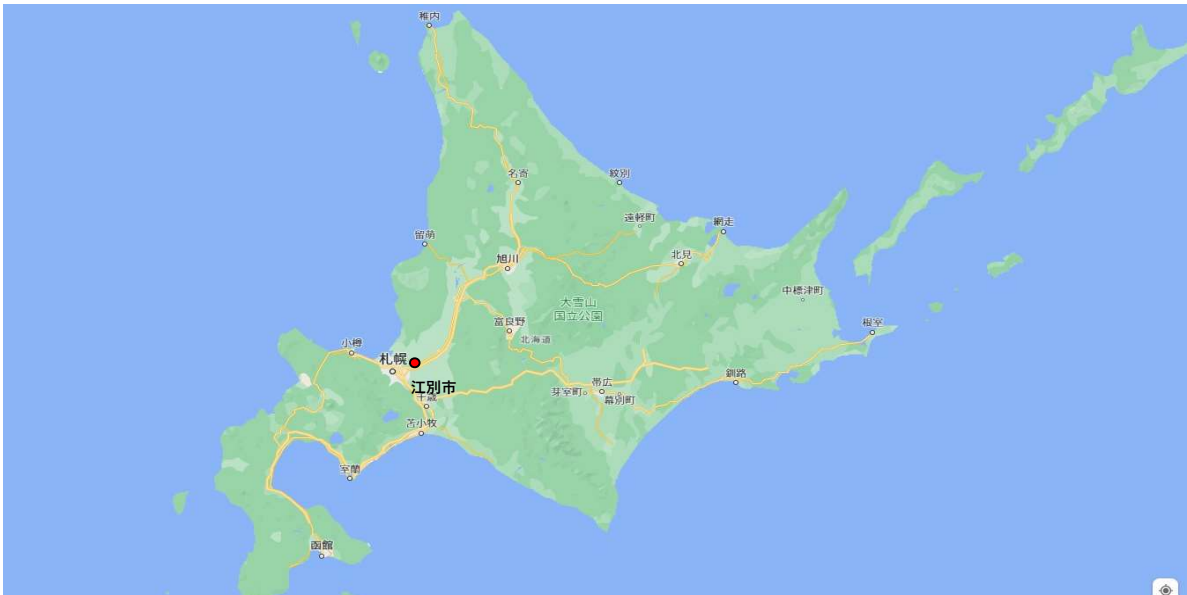 稚内
名寄
紋別
遠軽町
網走
留萌
旭川
北見
中標津町
大雪山
国立公園
富良野
北海道
根室
小樽
札幌
江別市
千歳
釧路
帯広
芽室町
幕別町
苫小牧
室蘭
函館